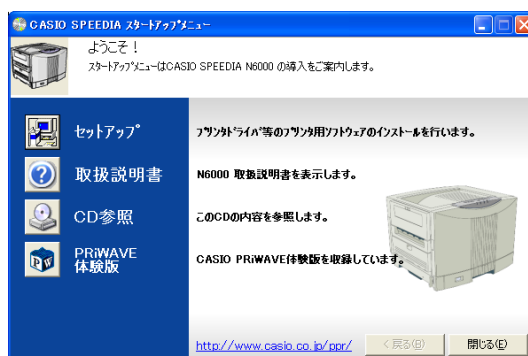 CASIO SPEEDIA ｽﾀｰﾄｱｯﾌﾟﾒﾆｭｰ
ようこそ！
ｽﾀｰﾄｱｯﾌﾟﾒﾆｭｰはCASIO SPEEDIA N6000 の導入をご案内します。
ｾｯﾄｱｯﾌﾟ
ﾌﾟﾘﾝﾀﾄﾞﾗｲﾊﾞ等のﾌﾟﾘﾝﾀ用ｿﾌﾄｳｪｱのｲﾝｽﾄｰﾙを行います。
取扱説明書
N6000 取扱説明書を表示します。
CD参照
このCDの内容を参照します。
PRiWAVE
体験版
CASIO PRiWAVE体験版を収録しています。
http://www.casio.co.jp/ppr/
< 戻る(B)
閉じる(E)